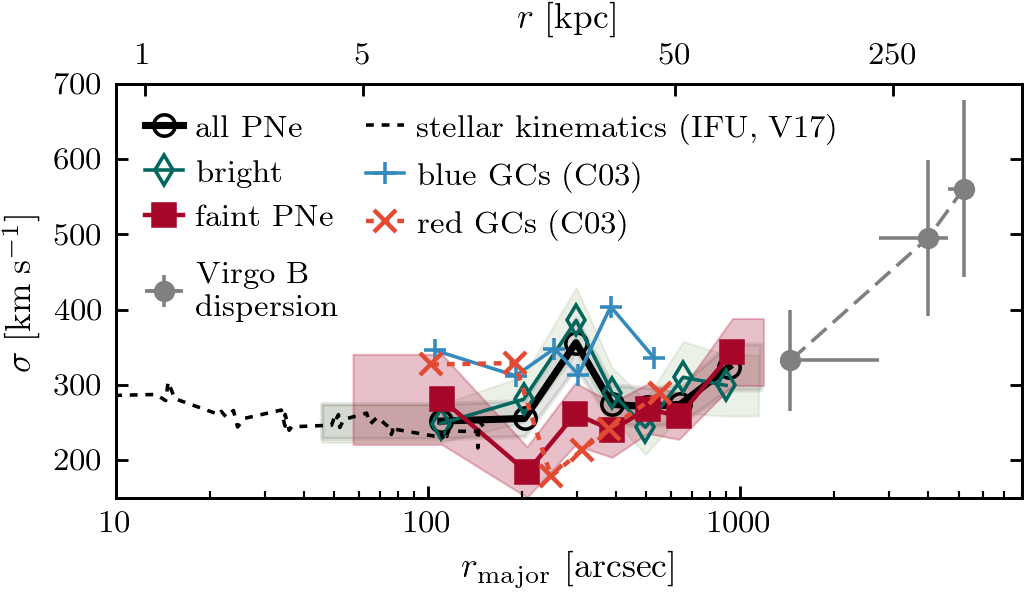 r [kpc]
1 5 50 250
700
600
500
400
300
200
σ [km s⁻¹]
all PNe
bright
faint PNe
Virgo B
dispersion
stellar kinematics (IFU, V17)
blue GCs (C03)
red GCs (C03)
10 100 1000
r_major [arcsec]